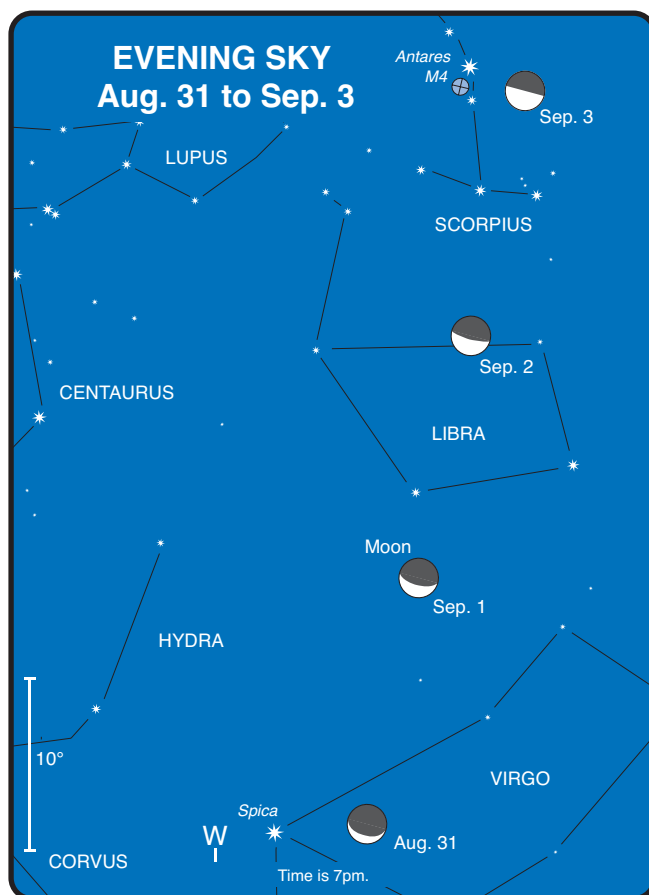 EVENING SKY
Aug. 31 to Sep. 3
Antares
M4
Sep. 3
LUPUS
SCORPIUS
Sep. 2
CENTAURUS
LIBRA
Moon
Sep. 1
HYDRA
10°
VIRGO
Spica
W
Aug. 31
CORVUS
Time is 7pm.